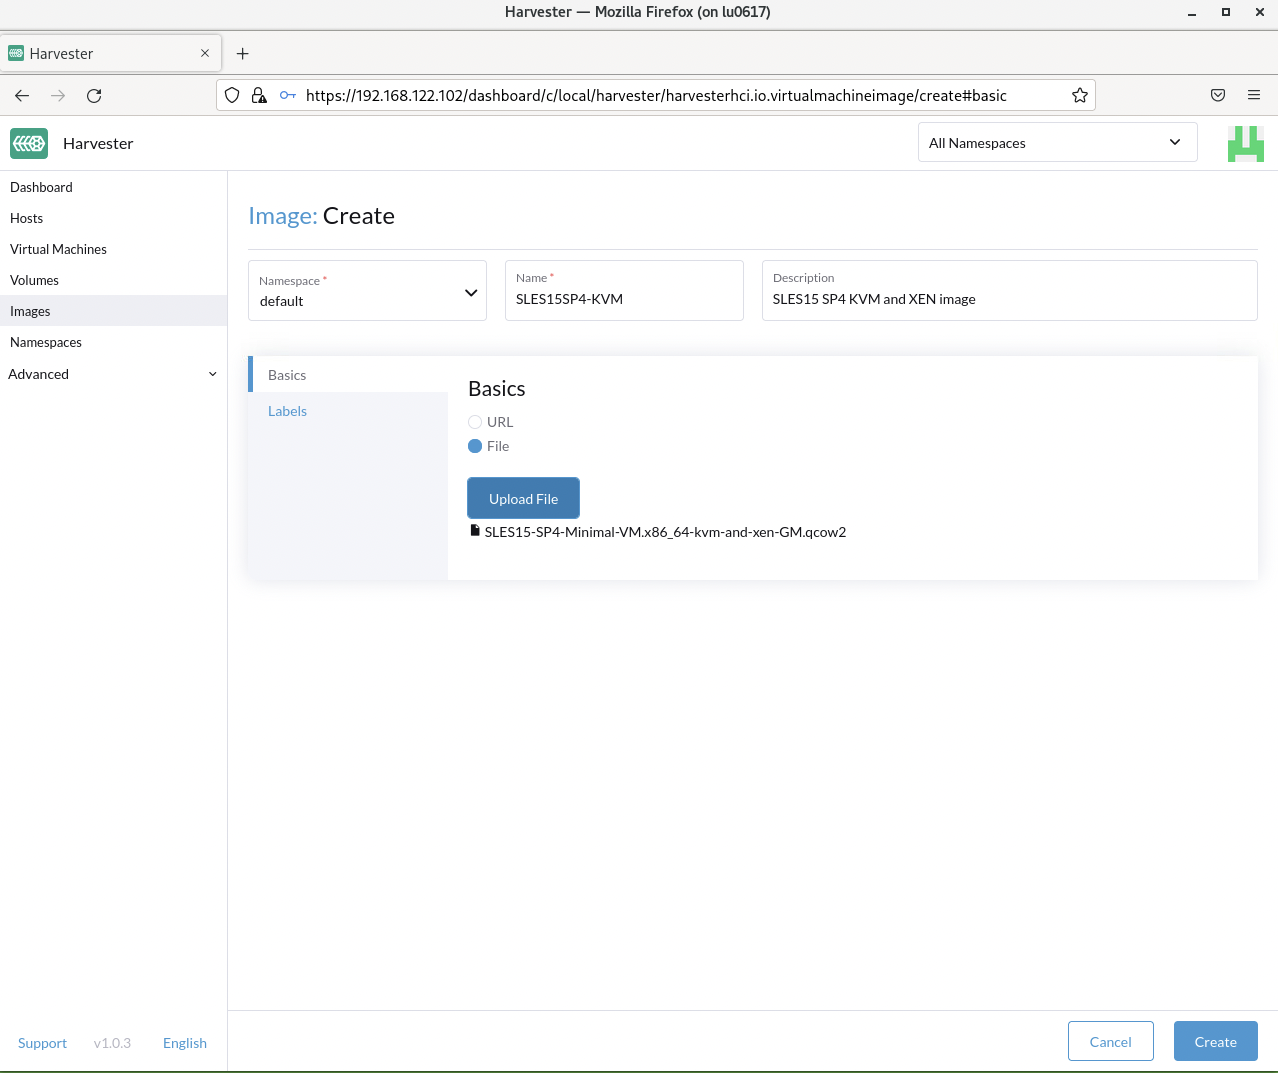 Harvester — Mozilla Firefox (on lu0617)
Harvester
https://192.168.122.102/dashboard/c/local/harvester/harvesterhci.io.virtualmachineimage/create#basic
Harvester
All Namespaces
Dashboard
Hosts
Virtual Machines
Volumes
Images
Namespaces
Advanced
Image: Create
Namespace *
default
Name *
SLES15SP4-KVM
Description
SLES15 SP4 KVM and XEN image
Basics
Labels
Basics
URL
File
Upload File
SLES15-SP4-Minimal-VM.x86_64-kvm-and-xen-GM.qcow2
Support v1.0.3 English
Cancel Create